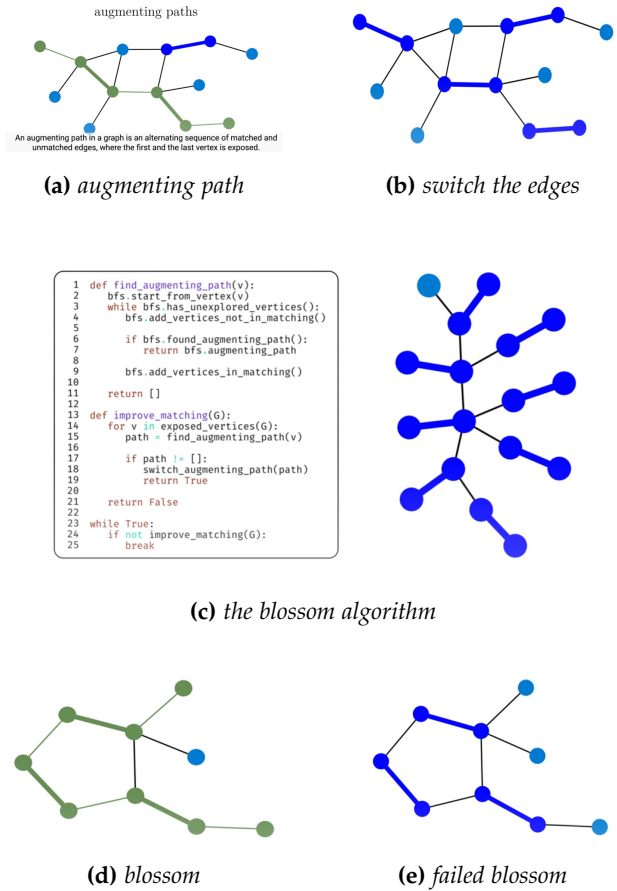 augmenting paths
An augmenting path in a graph is an alternating sequence of matched and
unmatched edges, where the first and the last vertex is exposed.
(a) augmenting path
(b) switch the edges
1 def find_augmenting_path(v):
2 bfs.start_from_vertex(v)
3 while bfs.has_unexplored_vertices():
4 bfs.add_vertices_not_in_matching()
5
6 if bfs.found_augmenting_path():
7 return bfs.augmenting_path
8
9 bfs.add_vertices_in_matching()
10
11 return []
12
13 def improve_matching(G):
14 for v in exposed_vertices(G):
15 path = find_augmenting_path(v)
16
17 if path != []:
18 switch_augmenting_path(path)
19 return True
20
21 return False
22
23 while True:
24 if not improve_matching(G):
25 break
(c) the blossom algorithm
(d) blossom
(e) failed blossom